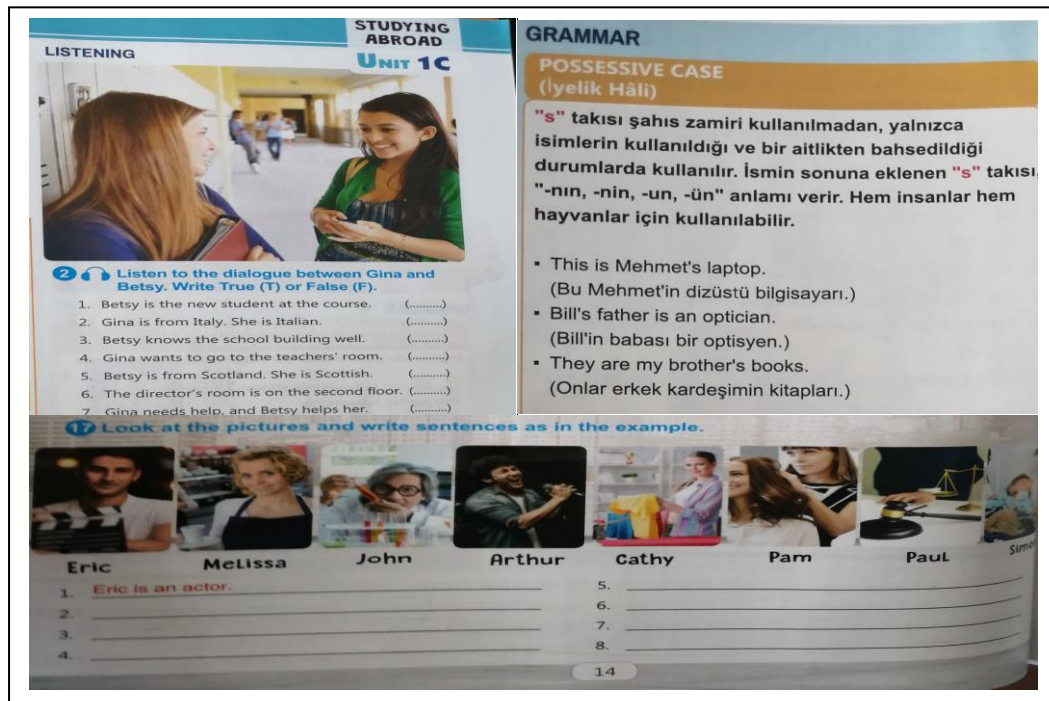 STUDYING
ABROAD
LISTENING
UNIT 1C
2 Listen to the dialogue between Gina and
Betsy. Write True (T) or False (F).
1. Betsy is the new student at the course. (..........)
2. Gina is from Italy. She is Italian. (..........)
3. Betsy knows the school building well. (..........)
4. Gina wants to go to the teachers' room. (..........)
5. Betsy is from Scotland. She is Scottish. (..........)
6. The director's room is on the second floor. (..........)
7. Gina needs help, and Betsy helps her. (..........)
GRAMMAR
POSSESSIVE CASE
(İyelik Hâli)
"s" takısı şahıs zamiri kullanılmadan, yalnızca
isimlerin kullanıldığı ve bir aitlikten bahsedildiği
durumlarda kullanılır. İsmin sonuna eklenen "s" takısı,
"-nın, -nin, -un, -ün" anlamı verir. Hem insanlar hem
hayvanlar için kullanılabilir.
▪ This is Mehmet's laptop.
(Bu Mehmet'in dizüstü bilgisayarı.)
▪ Bill's father is an optician.
(Bill'in babası bir optisyen.)
▪ They are my brother's books.
(Onlar erkek kardeşimin kitapları.)
17 Look at the pictures and write sentences as in the example.
Eric Melissa John Arthur Cathy Pam Paul
1. Eric is an actor.
2.
3.
4.
5.
6.
7.
8.
14